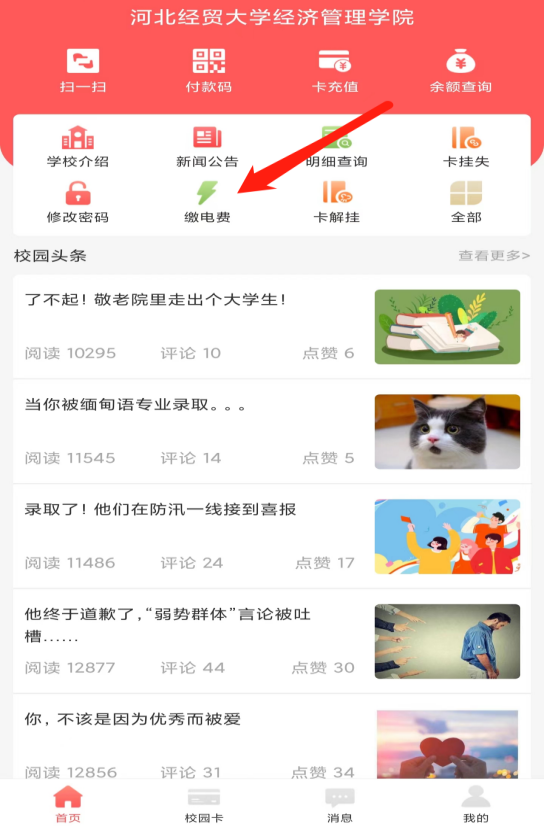 河北经贸大学经济管理学院
扫一扫 付款码 卡充值 余额查询
学校介绍 新闻公告 明细查询 卡挂失
修改密码 缴电费 卡解挂 全部
校园头条 查看更多>
了不起！敬老院里走出个大学生！
阅读 10295 评论 10 点赞 6
当你被缅甸语专业录取。。。
阅读 11545 评论 14 点赞 5
录取了！他们在防汛一线接到喜报
阅读 11486 评论 24 点赞 17
他终于道歉了，“弱势群体”言论被吐
槽......
阅读 12877 评论 44 点赞 30
你，不该是因为优秀而被爱
阅读 12856 评论 31 点赞 34
首页 校园卡 消息 我的